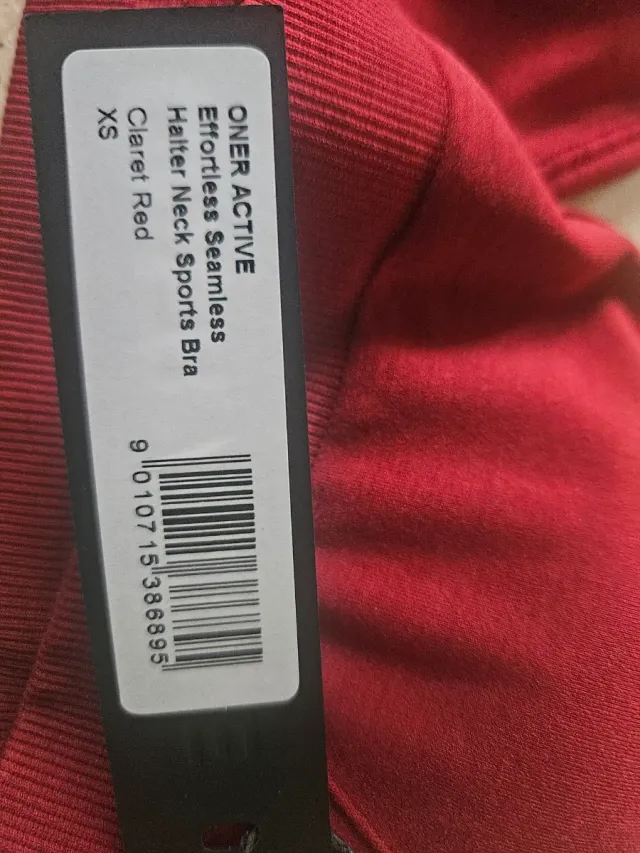 ONER ACTIVE
Effortless Seamless
Halter Neck Sports Bra
Claret Red
XS
9 010715 386895